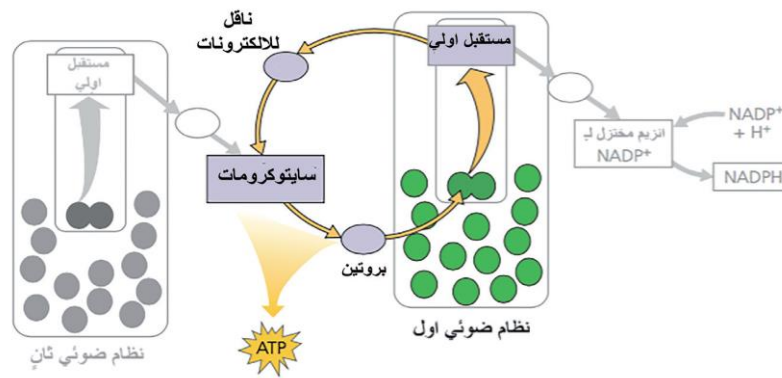 ناقل
للالكترونات
مستقبل اولي
مستقبل
اولي
NADP⁺
+ H⁺
انزيم مختزل لـ
NADP⁺
NADPH
سايتوكرومات
بروتين
نظام ضوئي اول
نظام ضوئي ثانٍ
ATP